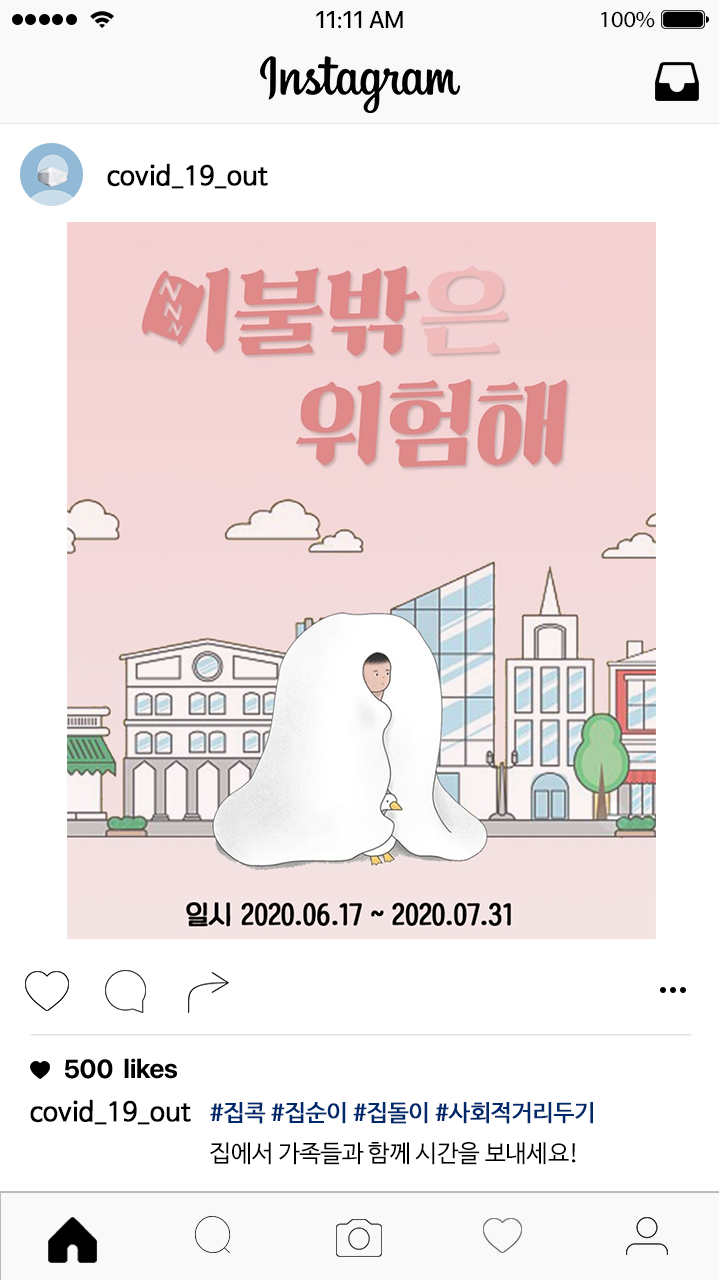 11:11 AM
100%
Instagram
covid_19_out
이불밖은
위험해
일시 2020.06.17 ~ 2020.07.31
500 likes
covid_19_out #집콕 #집순이 #집돌이 #사회적거리두기
집에서 가족들과 함께 시간을 보내세요!